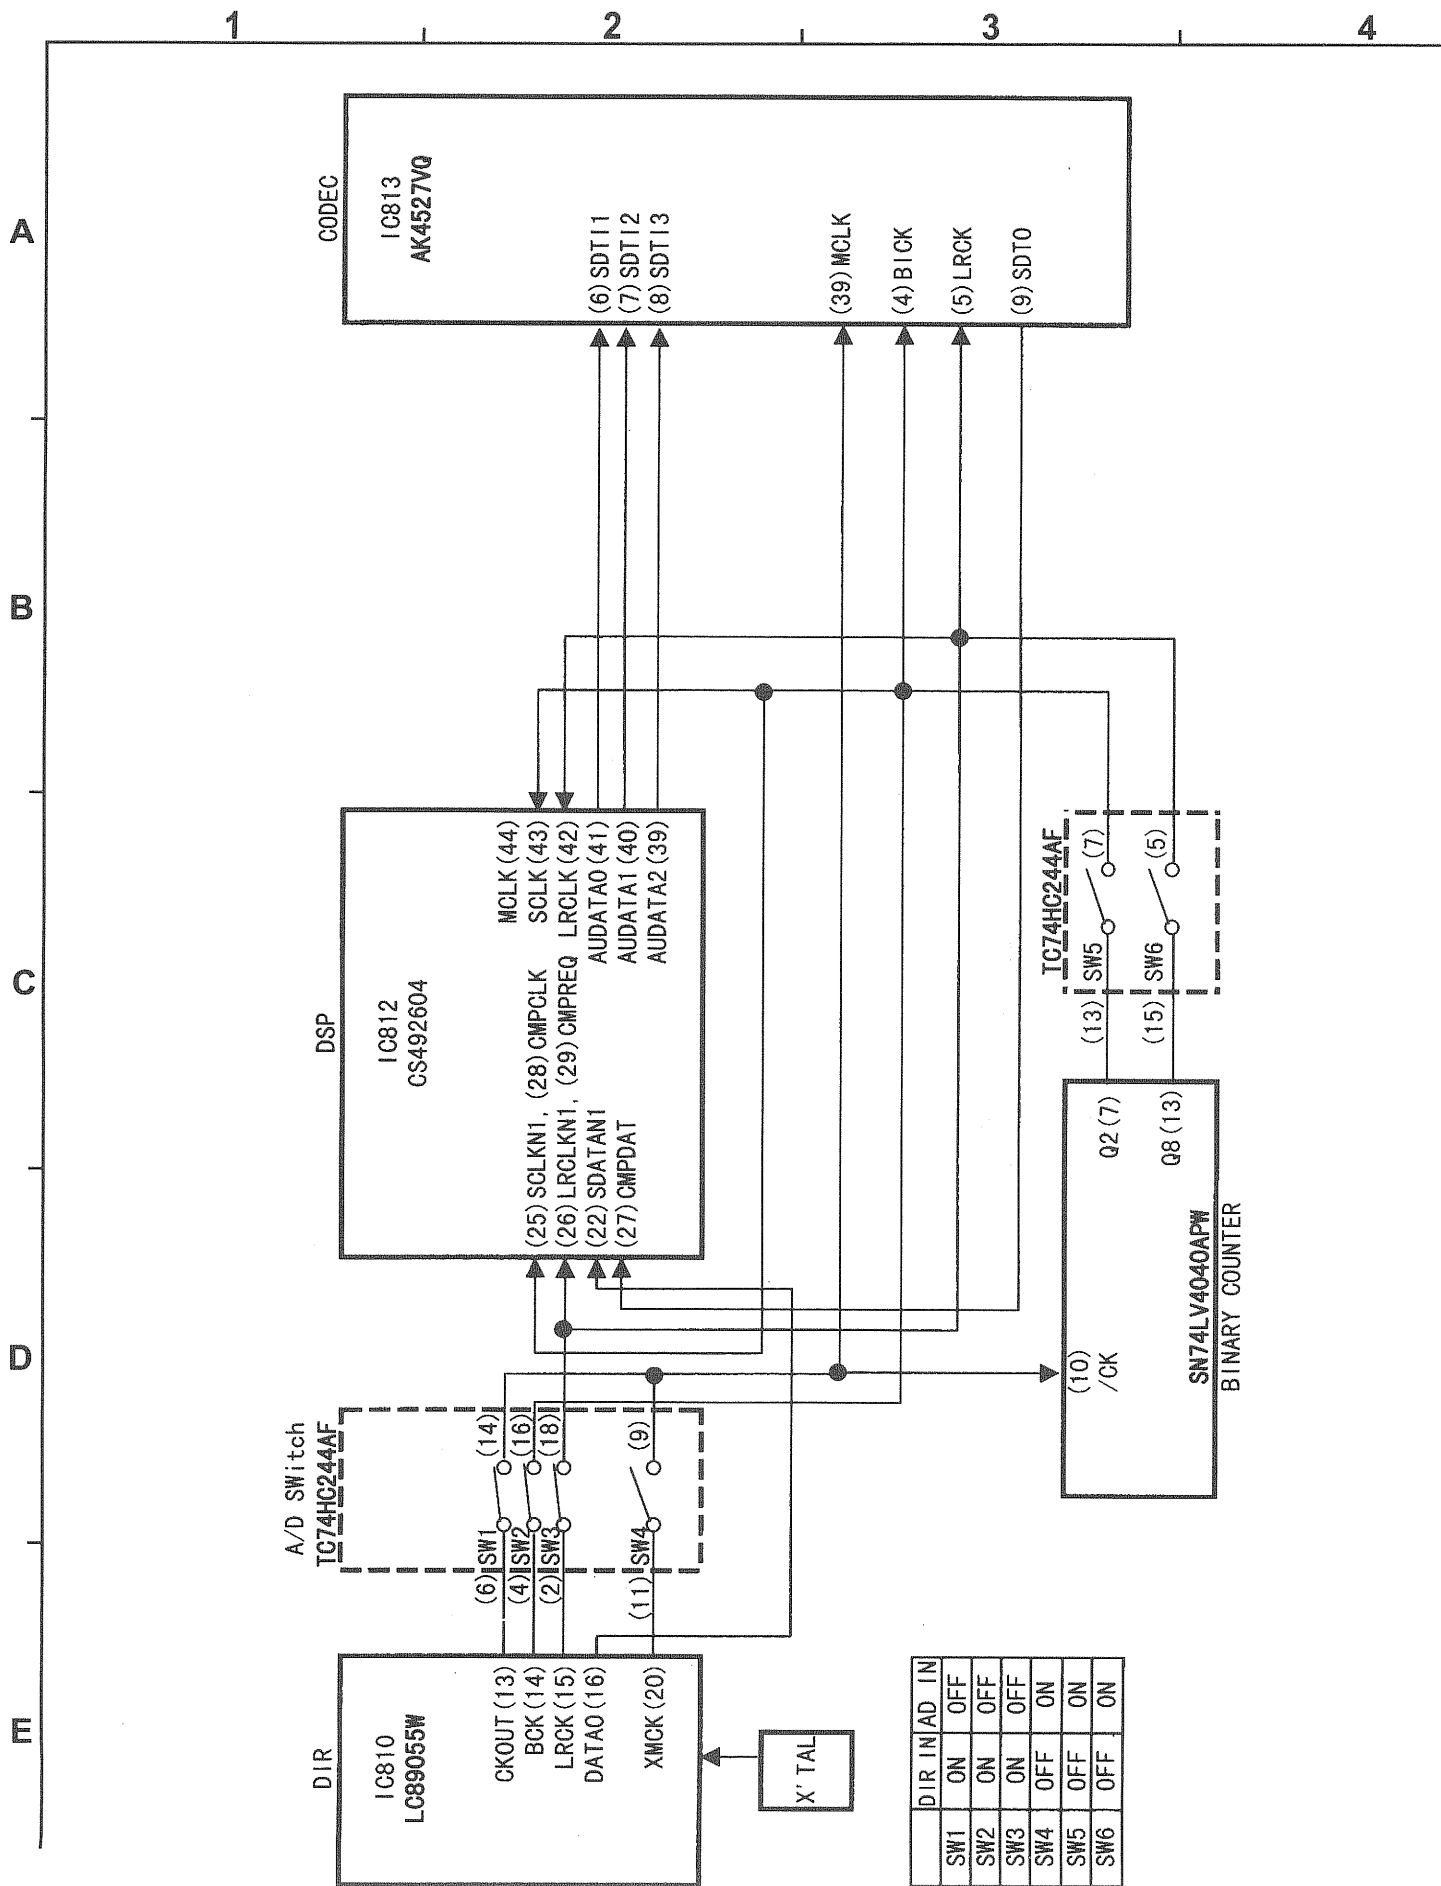 1
2
3
4
A
B
C
D
E
CODEC
IC813
AK4527VQ
(6)SDTI1
(7)SDTI2
(8)SDTI3
(39)MCLK
(4)BICK
(5)LRCK
(9)SDTO
DSP
IC812
CS492604
MCLK(44)
SCLK(43)
LRCLK(42)
AUDATA0(41)
AUDATA1(40)
AUDATA2(39)
(25)SCLKN1, (28)CMPCLK
(26)LRCLKN1, (29)CMPREQ
(22)SDATAN1
(27)CMPDAT
TC74HC244AF
SW5
(7)
SW6
(5)
(13)
(15)
Q2(7)
Q8(13)
(10)
/CK
SN74LV4040APW
BINARY COUNTER
A/D SWitch
TC74HC244AF
(6)
SW1
(14)
(4)
SW2
(16)
(2)
SW3
(18)
(11)
SW4
(9)
DIR
IC810
LC89055W
CKOUT(13)
BCK(14)
LRCK(15)
DATAO(16)
XMCK(20)
X'TAL
DIR IN AD IN
SW1 ON OFF
SW2 ON OFF
SW3 ON OFF
SW4 OFF ON
SW5 OFF ON
SW6 OFF ON